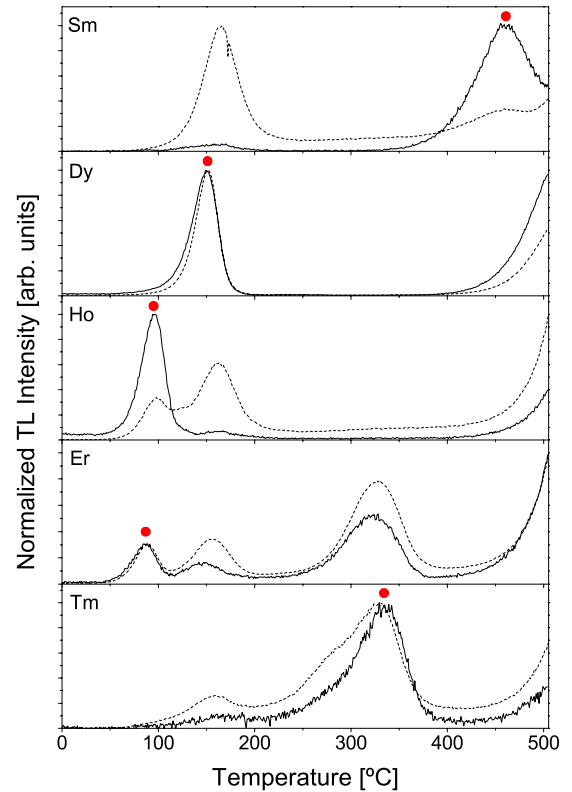 Sm
Dy
Ho
Er
Tm
Normalized TL Intensity [arb. units]
0 100 200 300 400 500
Temperature [ºC]